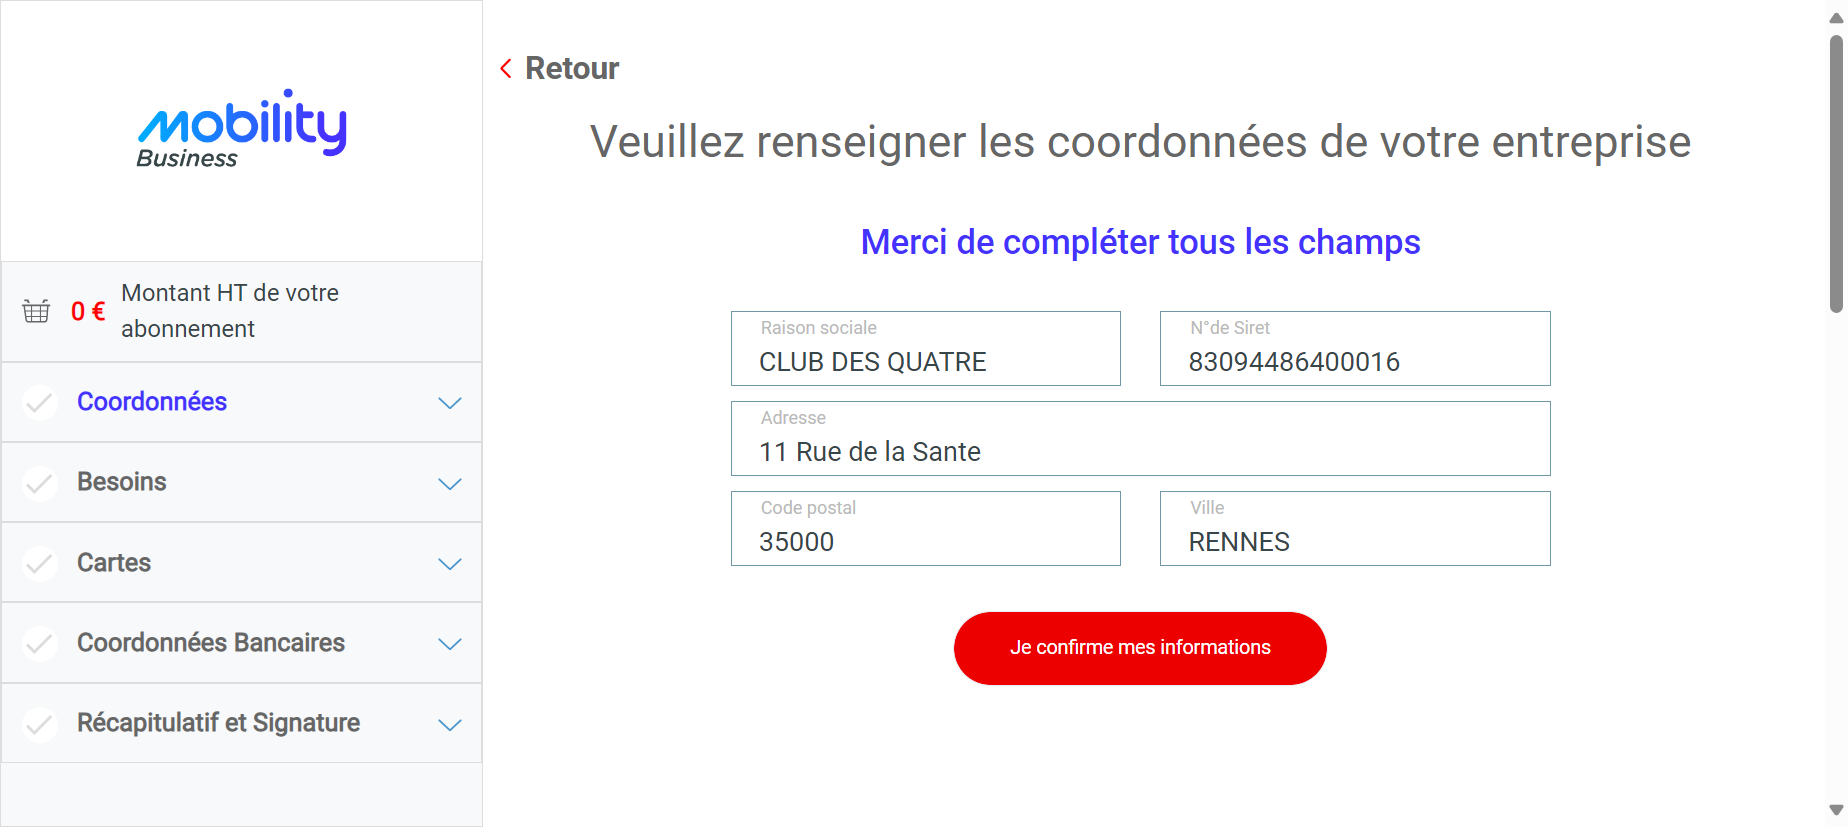 mobility
Business
0 €
Montant HT de votre
abonnement
Coordonnées
Besoins
Cartes
Coordonnées Bancaires
Récapitulatif et Signature
Retour
Veuillez renseigner les coordonnées de votre entreprise
Merci de compléter tous les champs
Raison sociale
CLUB DES QUATRE
N°de Siret
83094486400016
Adresse
11 Rue de la Sante
Code postal
35000
Ville
RENNES
Je confirme mes informations